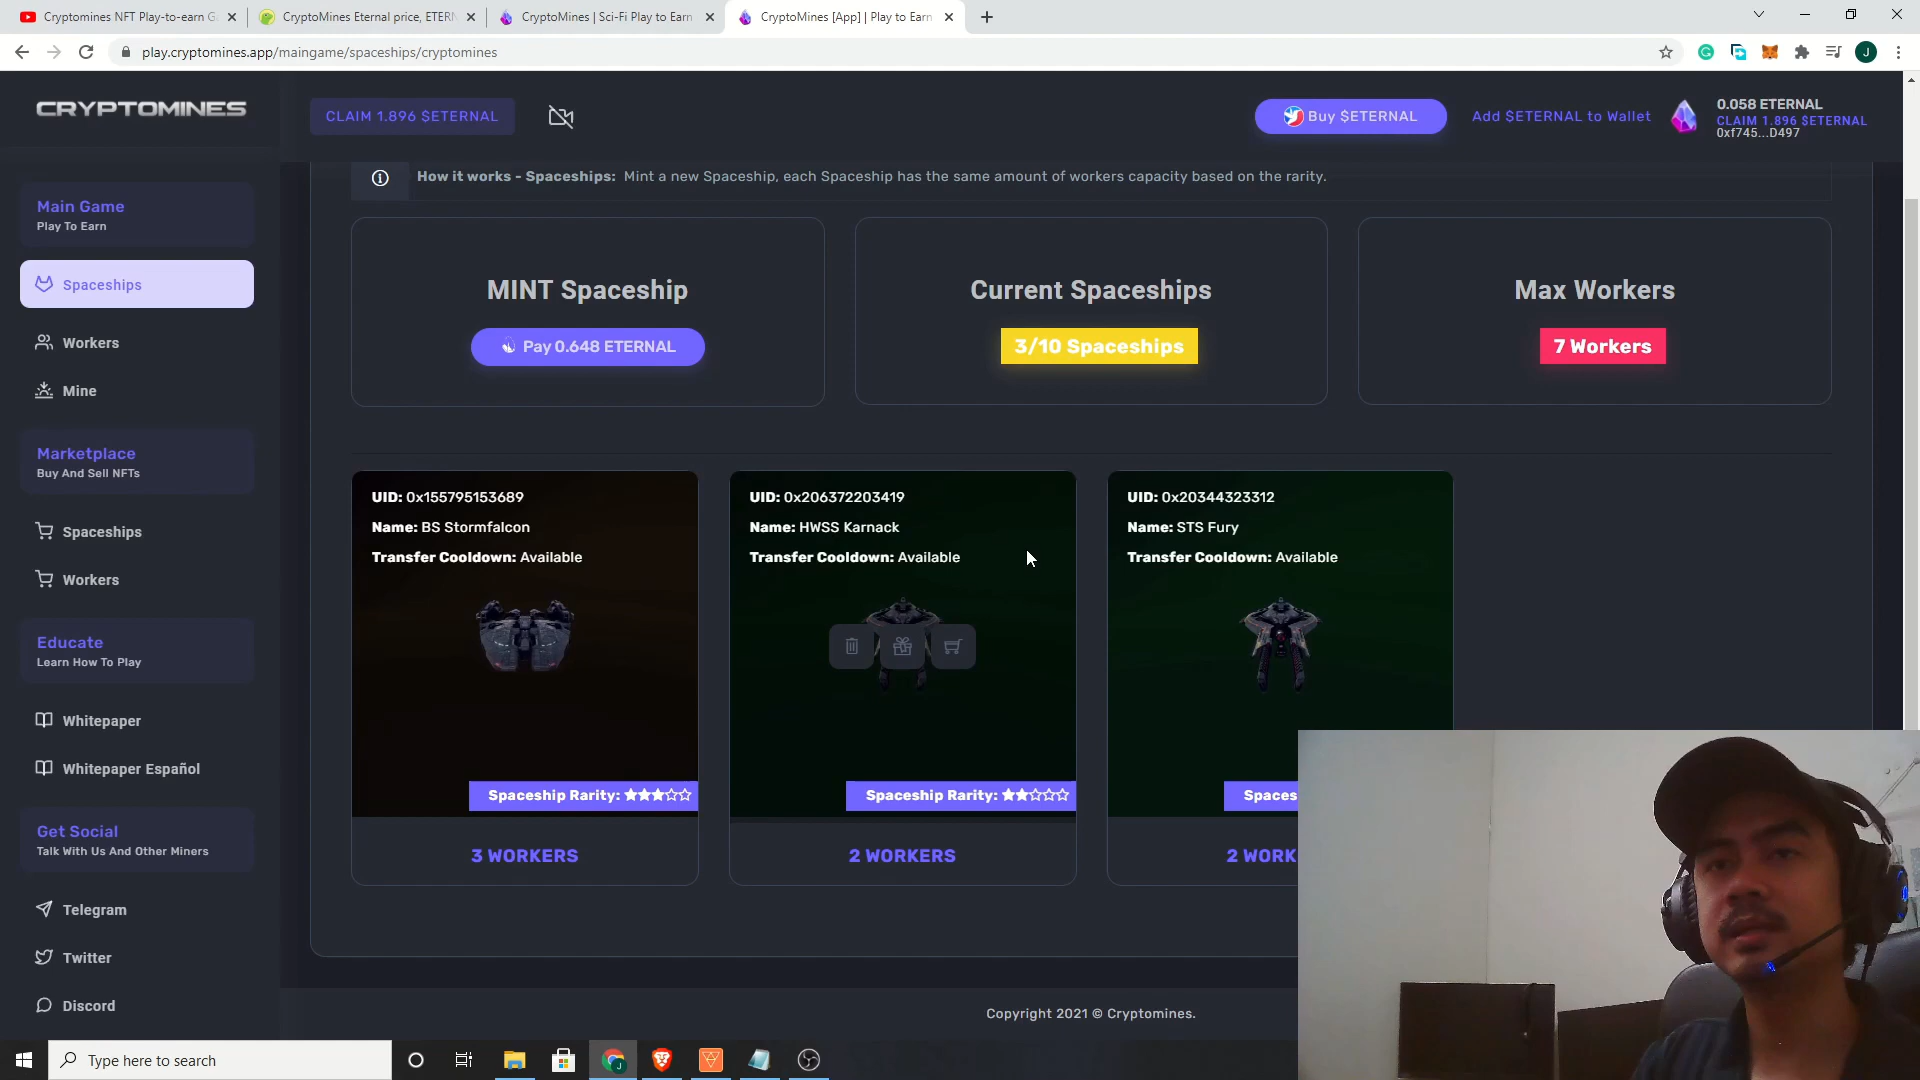 Cryptomines NFT Play-to-earn G
CryptoMines Eternal price, ETERN
CryptoMines | Sci-Fi Play to Earn
CryptoMines [App] | Play to Earn
play.cryptomines.app/maingame/spaceships/cryptomines
J
CRYPTOMINES
CLAIM 1.896 $ETERNAL
Buy $ETERNAL
Add $ETERNAL to Wallet
0.058 ETERNAL
CLAIM 1.896 $ETERNAL
0xf745...D497
How it works - Spaceships: Mint a new Spaceship, each Spaceship has the same amount of workers capacity based on the rarity.
Main Game
Play To Earn
Spaceships
Workers
Mine
Marketplace
Buy And Sell NFTs
Spaceships
Workers
Educate
Learn How To Play
Whitepaper
Whitepaper Español
Get Social
Talk With Us And Other Miners
Telegram
Twitter
Discord
MINT Spaceship
Pay 0.648 ETERNAL
Current Spaceships
3/10 Spaceships
Max Workers
7 Workers
UID: 0x155795153689
Name: BS Stormfalcon
Transfer Cooldown: Available
Spaceship Rarity:
3 WORKERS
UID: 0x206372203419
Name: HWSS Karnack
Transfer Cooldown: Available
Spaceship Rarity:
2 WORKERS
UID: 0x20344323312
Name: STS Fury
Transfer Cooldown: Available
Spaces
2 WORK
Copyright 2021 © Cryptomines.
Type here to search